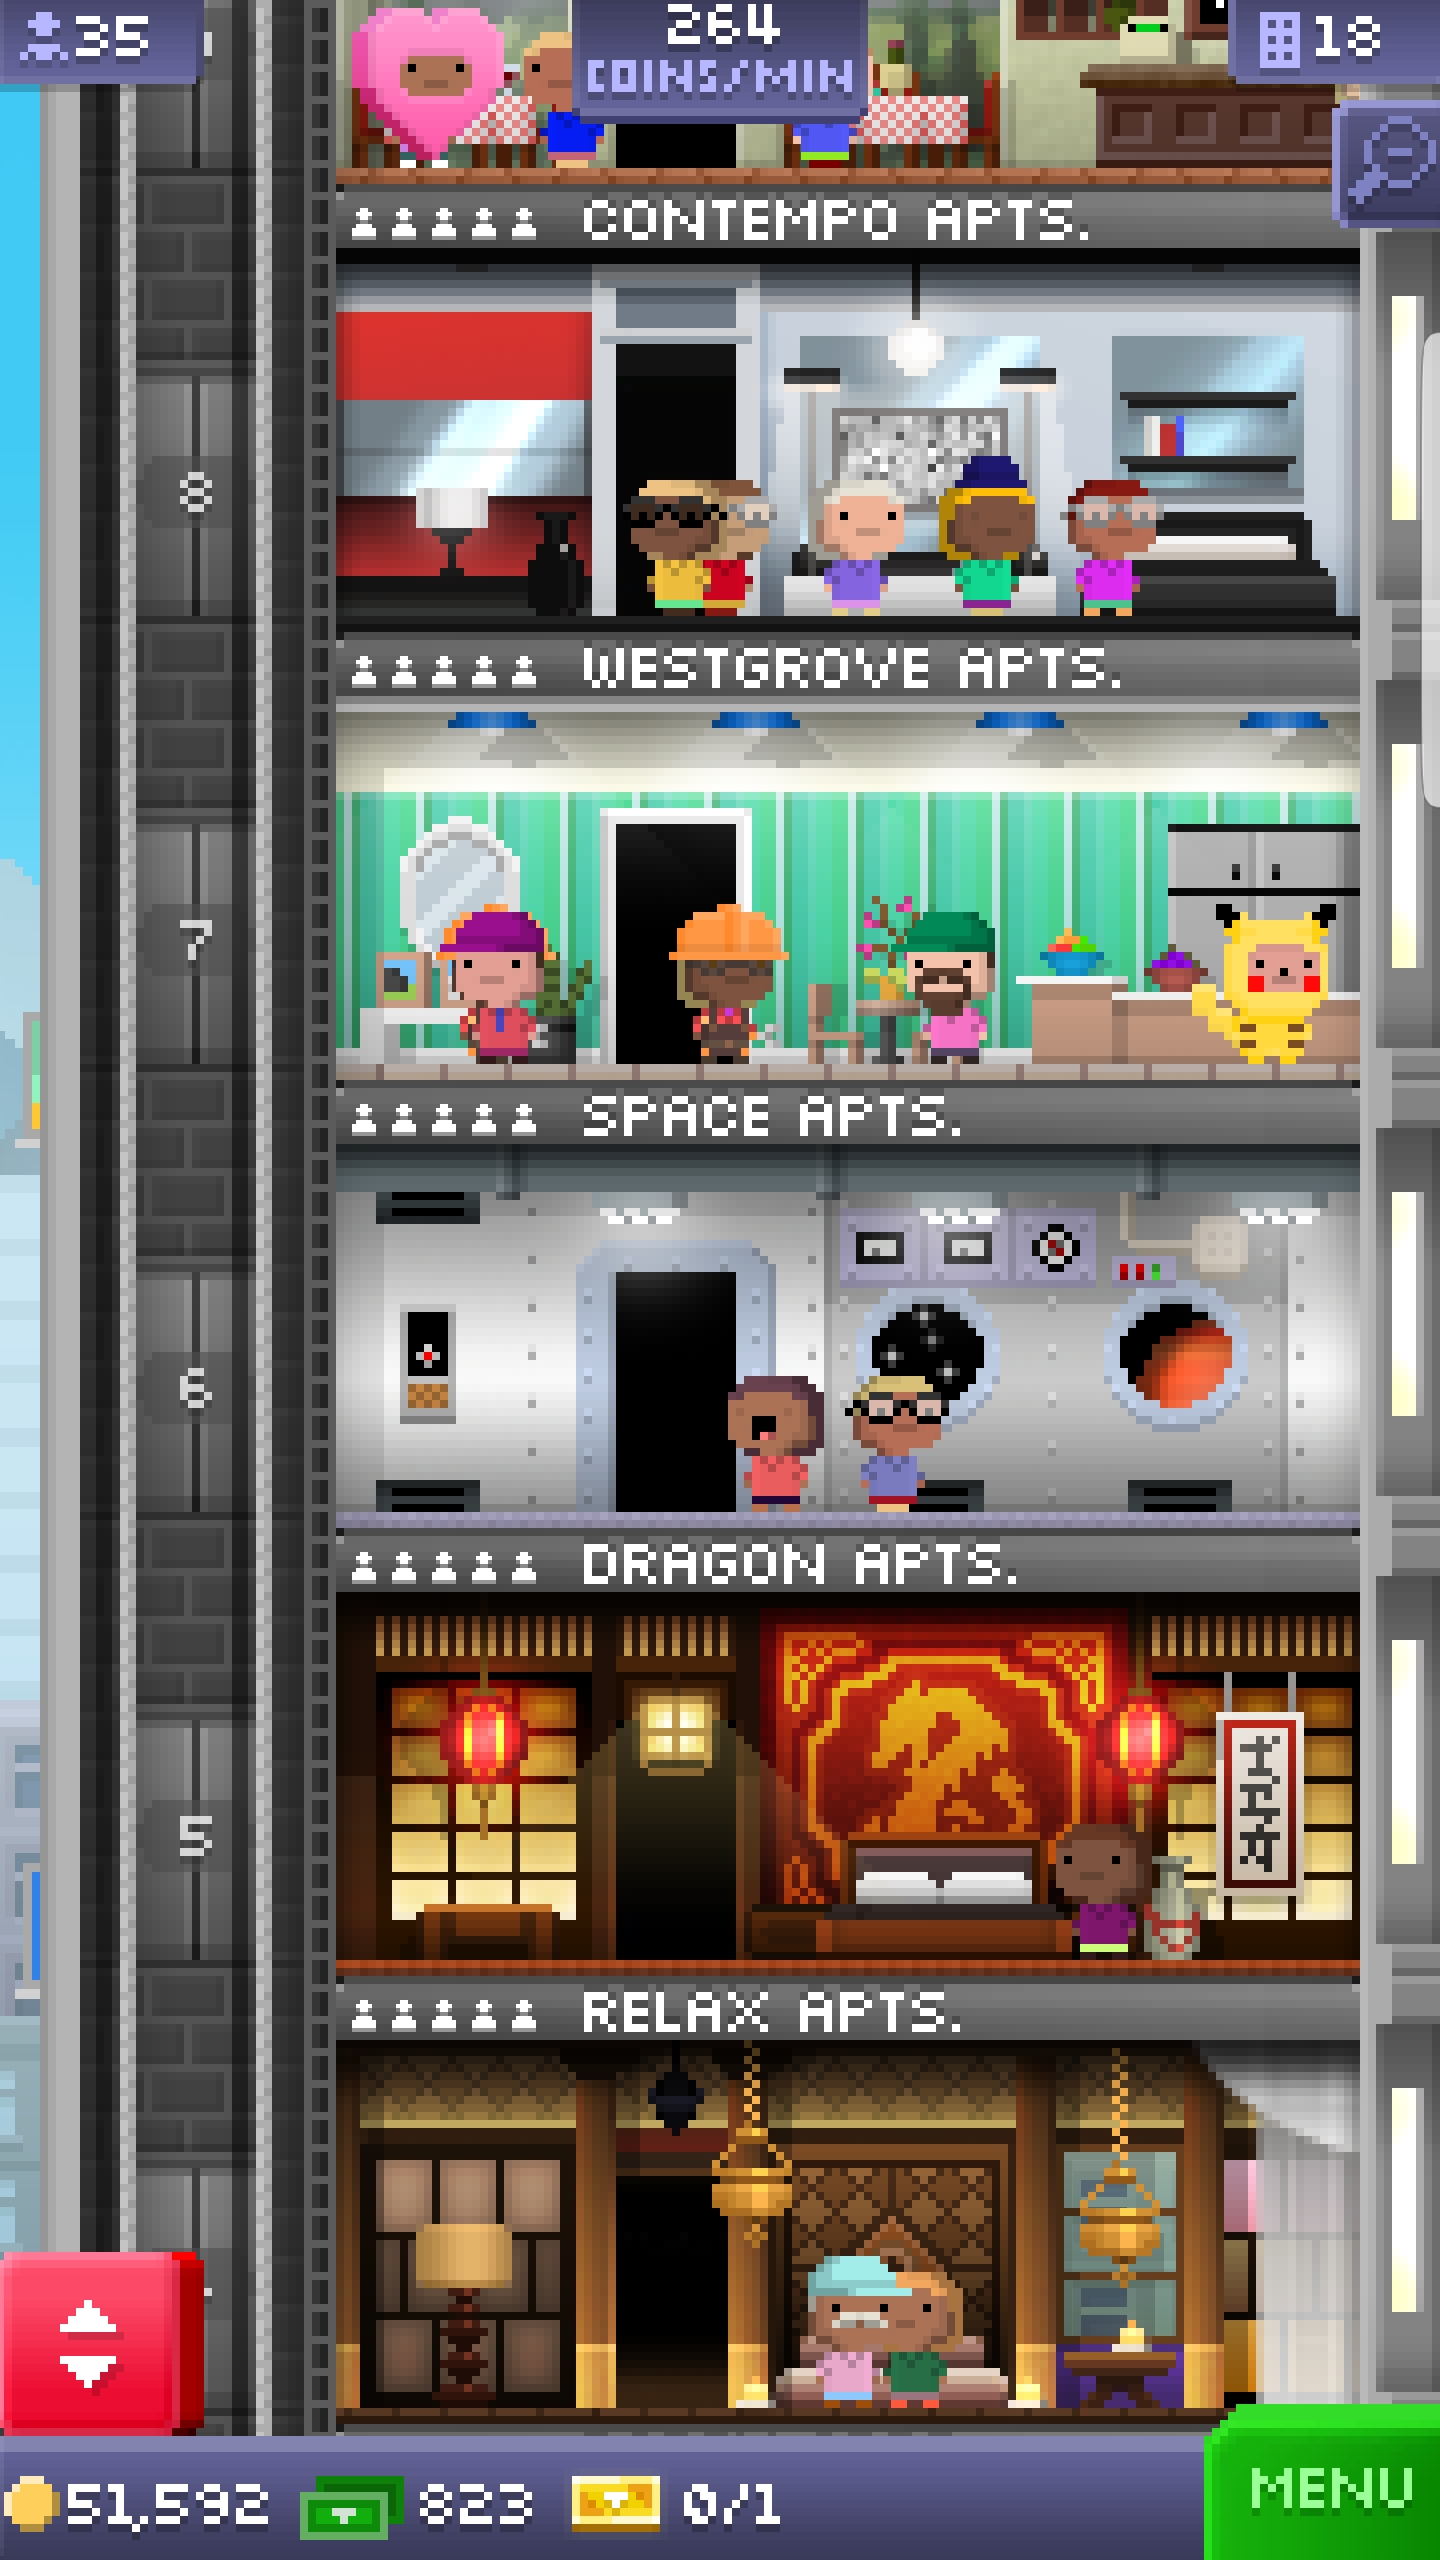 35
264
COINS/MIN
18
CONTEMPO APTS.
8
WESTGROVE APTS.
7
SPACE APTS.
6
DRAGON APTS.
5
RELAX APTS.
51,592
823
0/1
MENU